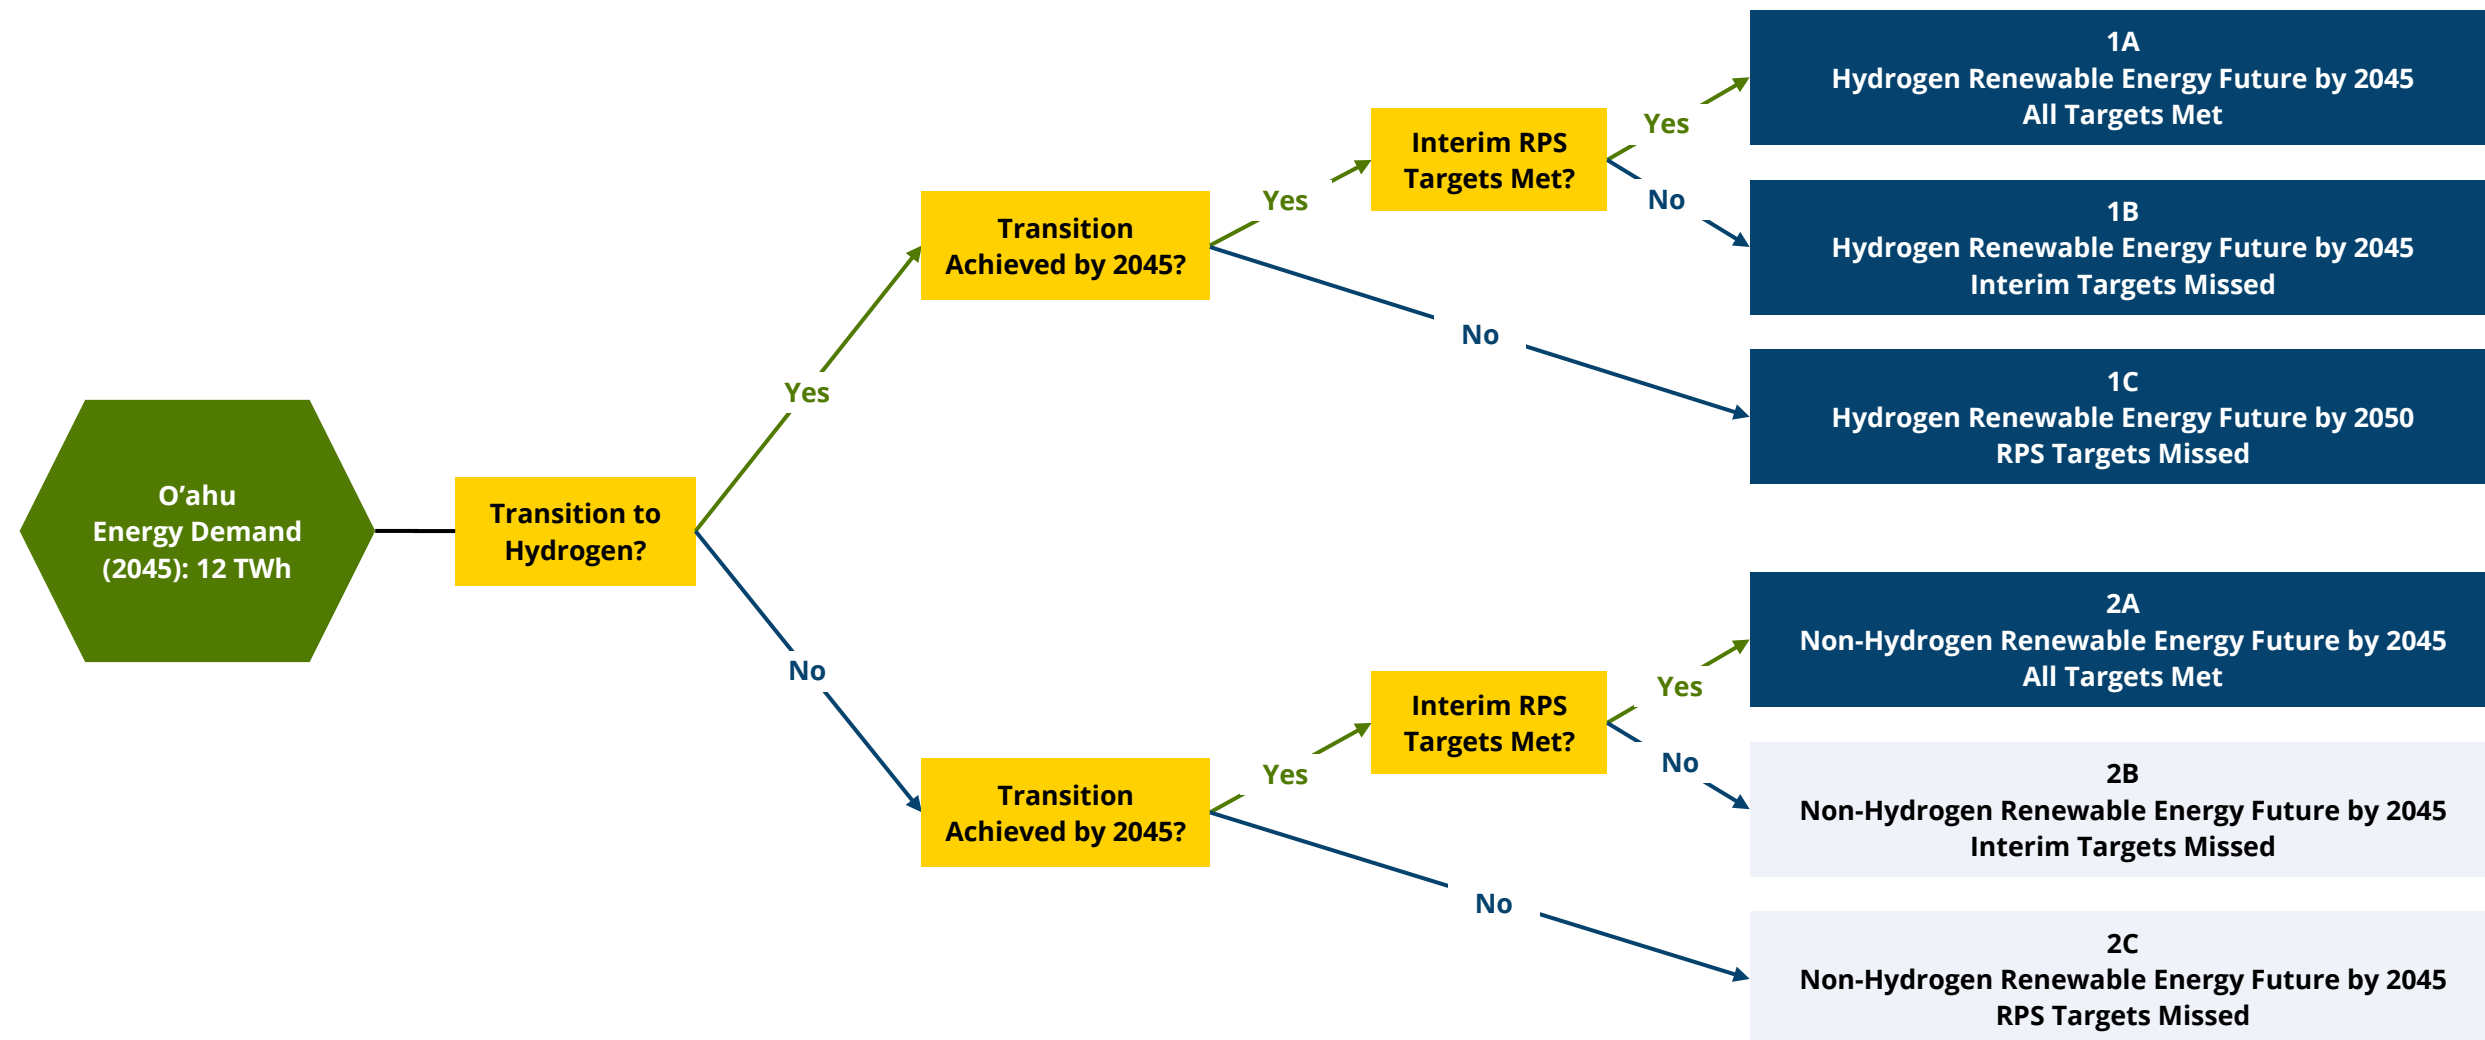 O’ahu
Energy Demand
(2045): 12 TWh
Transition to
Hydrogen?
Yes
No
Transition
Achieved by 2045?
Yes
No
Interim RPS
Targets Met?
Yes
No
1A
Hydrogen Renewable Energy Future by 2045
All Targets Met
1B
Hydrogen Renewable Energy Future by 2045
Interim Targets Missed
1C
Hydrogen Renewable Energy Future by 2050
RPS Targets Missed
Transition
Achieved by 2045?
Yes
No
Interim RPS
Targets Met?
Yes
No
2A
Non-Hydrogen Renewable Energy Future by 2045
All Targets Met
2B
Non-Hydrogen Renewable Energy Future by 2045
Interim Targets Missed
2C
Non-Hydrogen Renewable Energy Future by 2045
RPS Targets Missed